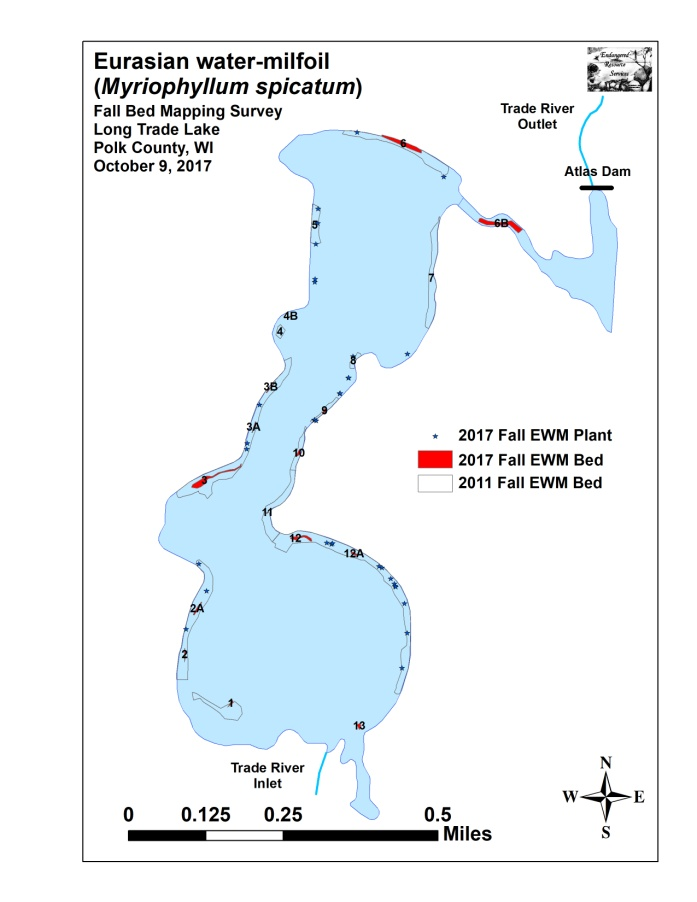 Eurasian water-milfoil
(Myriophyllum spicatum)
Fall Bed Mapping Survey
Long Trade Lake
Polk County, WI
October 9, 2017
Endangered
Resource
Services
Trade River
Outlet
Atlas Dam
6
6B
5
7
4B
4
8
3B
9
3A
10
3
11
12
12A
2A
2
1
13
2017 Fall EWM Plant
2017 Fall EWM Bed
2011 Fall EWM Bed
Trade River
Inlet
N
W E
S
0 0.125 0.25 0.5
Miles